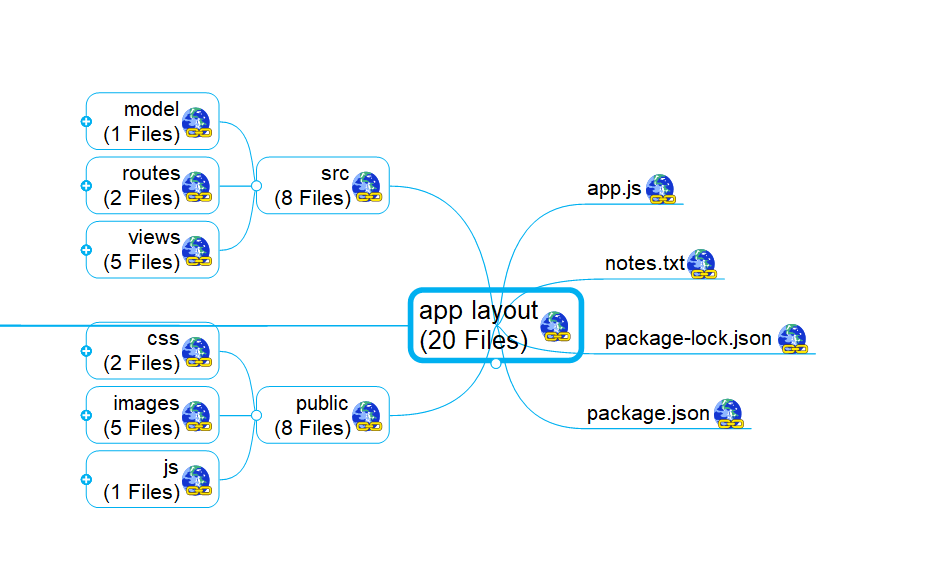 model
(1 Files)
routes
(2 Files)
views
(5 Files)
src
(8 Files)
css
(2 Files)
images
(5 Files)
js
(1 Files)
public
(8 Files)
app layout
(20 Files)
app.js
notes.txt
package-lock.json
package.json